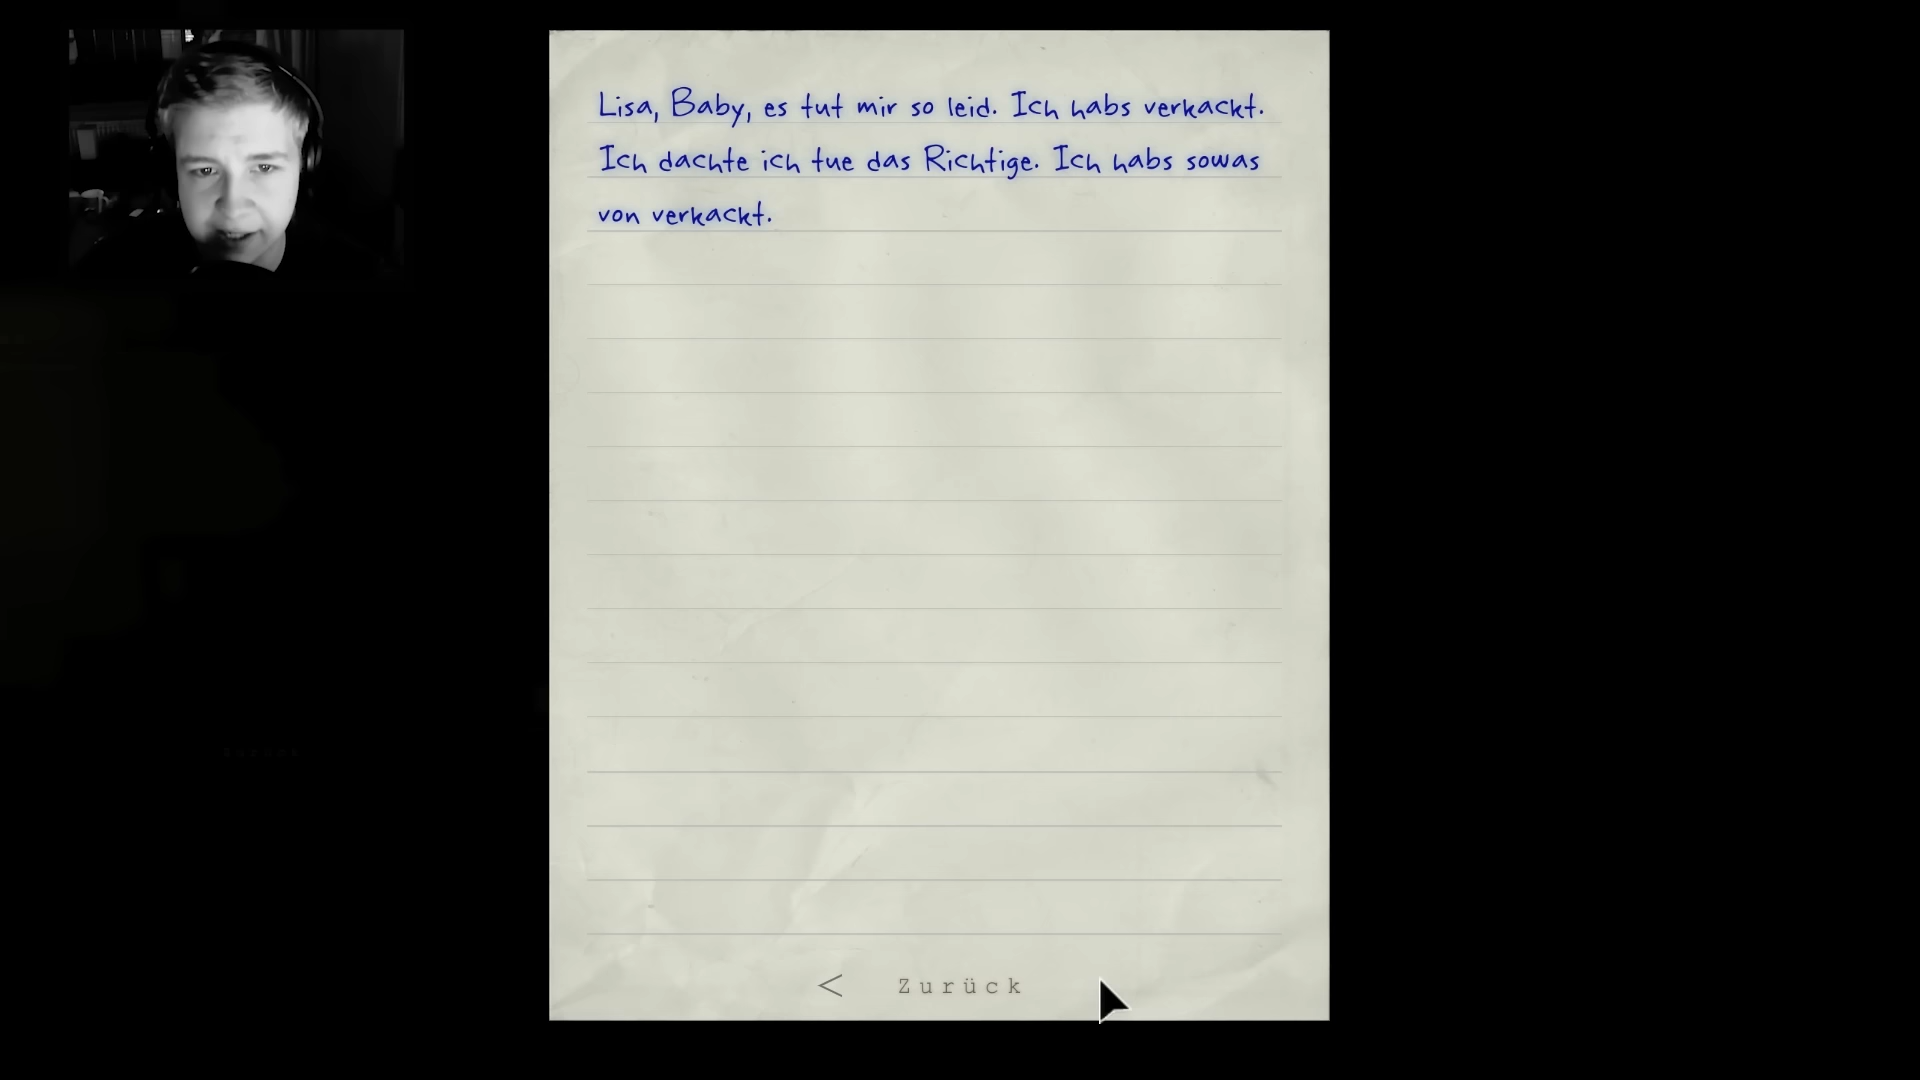 Lisa, Baby, es tut mir so leid. Ich habs verkackt.
Ich dachte ich tue das Richtige. Ich habs sowas
von verkackt.
< Zurück